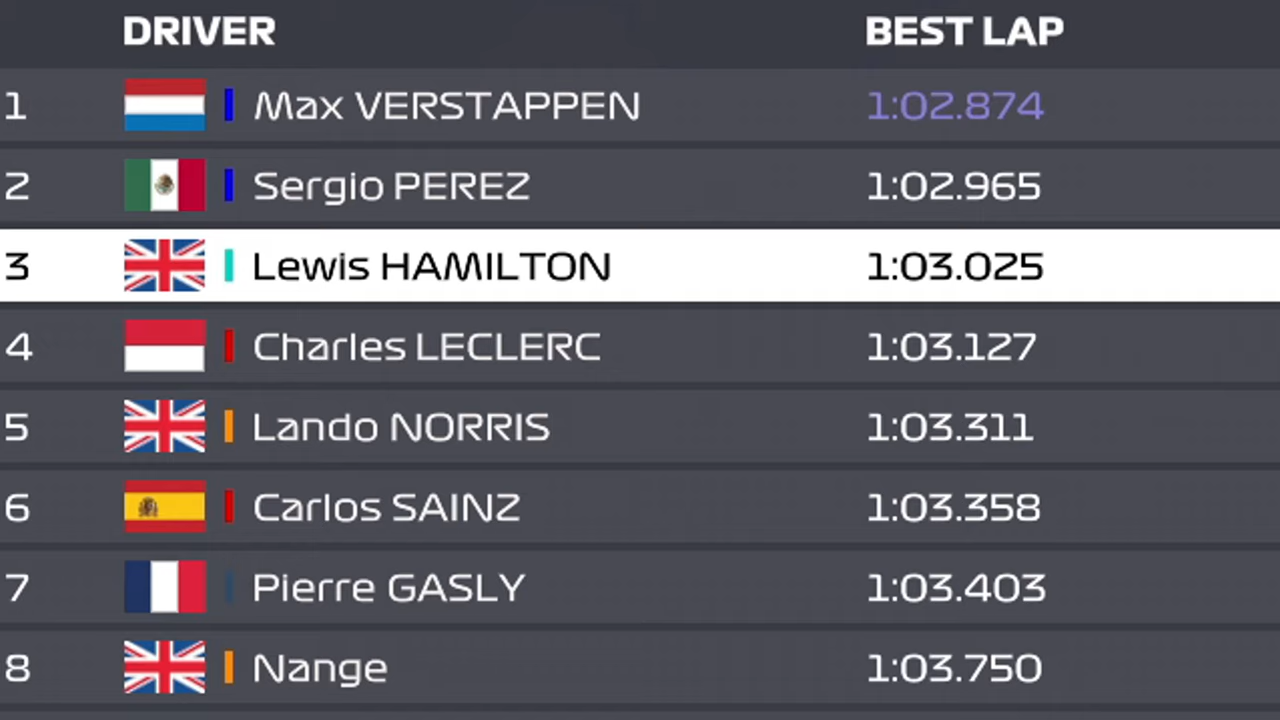 DRIVER BEST LAP
1 Max VERSTAPPEN 1:02.874
2 Sergio PEREZ 1:02.965
3 Lewis HAMILTON 1:03.025
4 Charles LECLERC 1:03.127
5 Lando NORRIS 1:03.311
6 Carlos SAINZ 1:03.358
7 Pierre GASLY 1:03.403
8 Nange 1:03.750